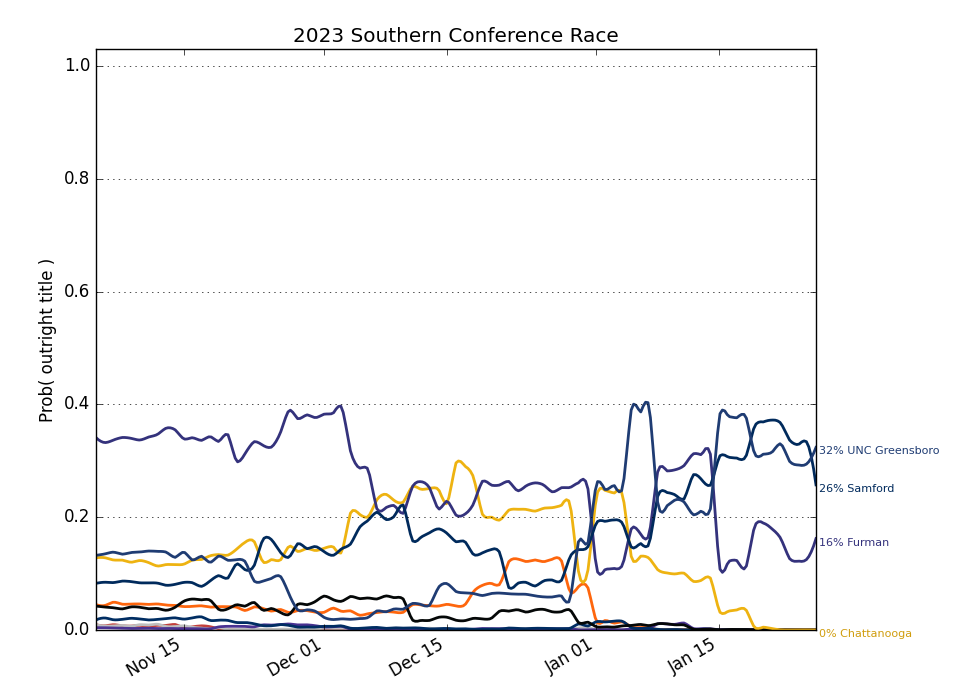 2023 Southern Conference Race
Prob( outright title )
1.0
0.8
0.6
0.4
0.2
0.0
Nov 15
Dec 01
Dec 15
Jan 01
Jan 15
32% UNC Greensboro
26% Samford
16% Furman
0% Chattanooga